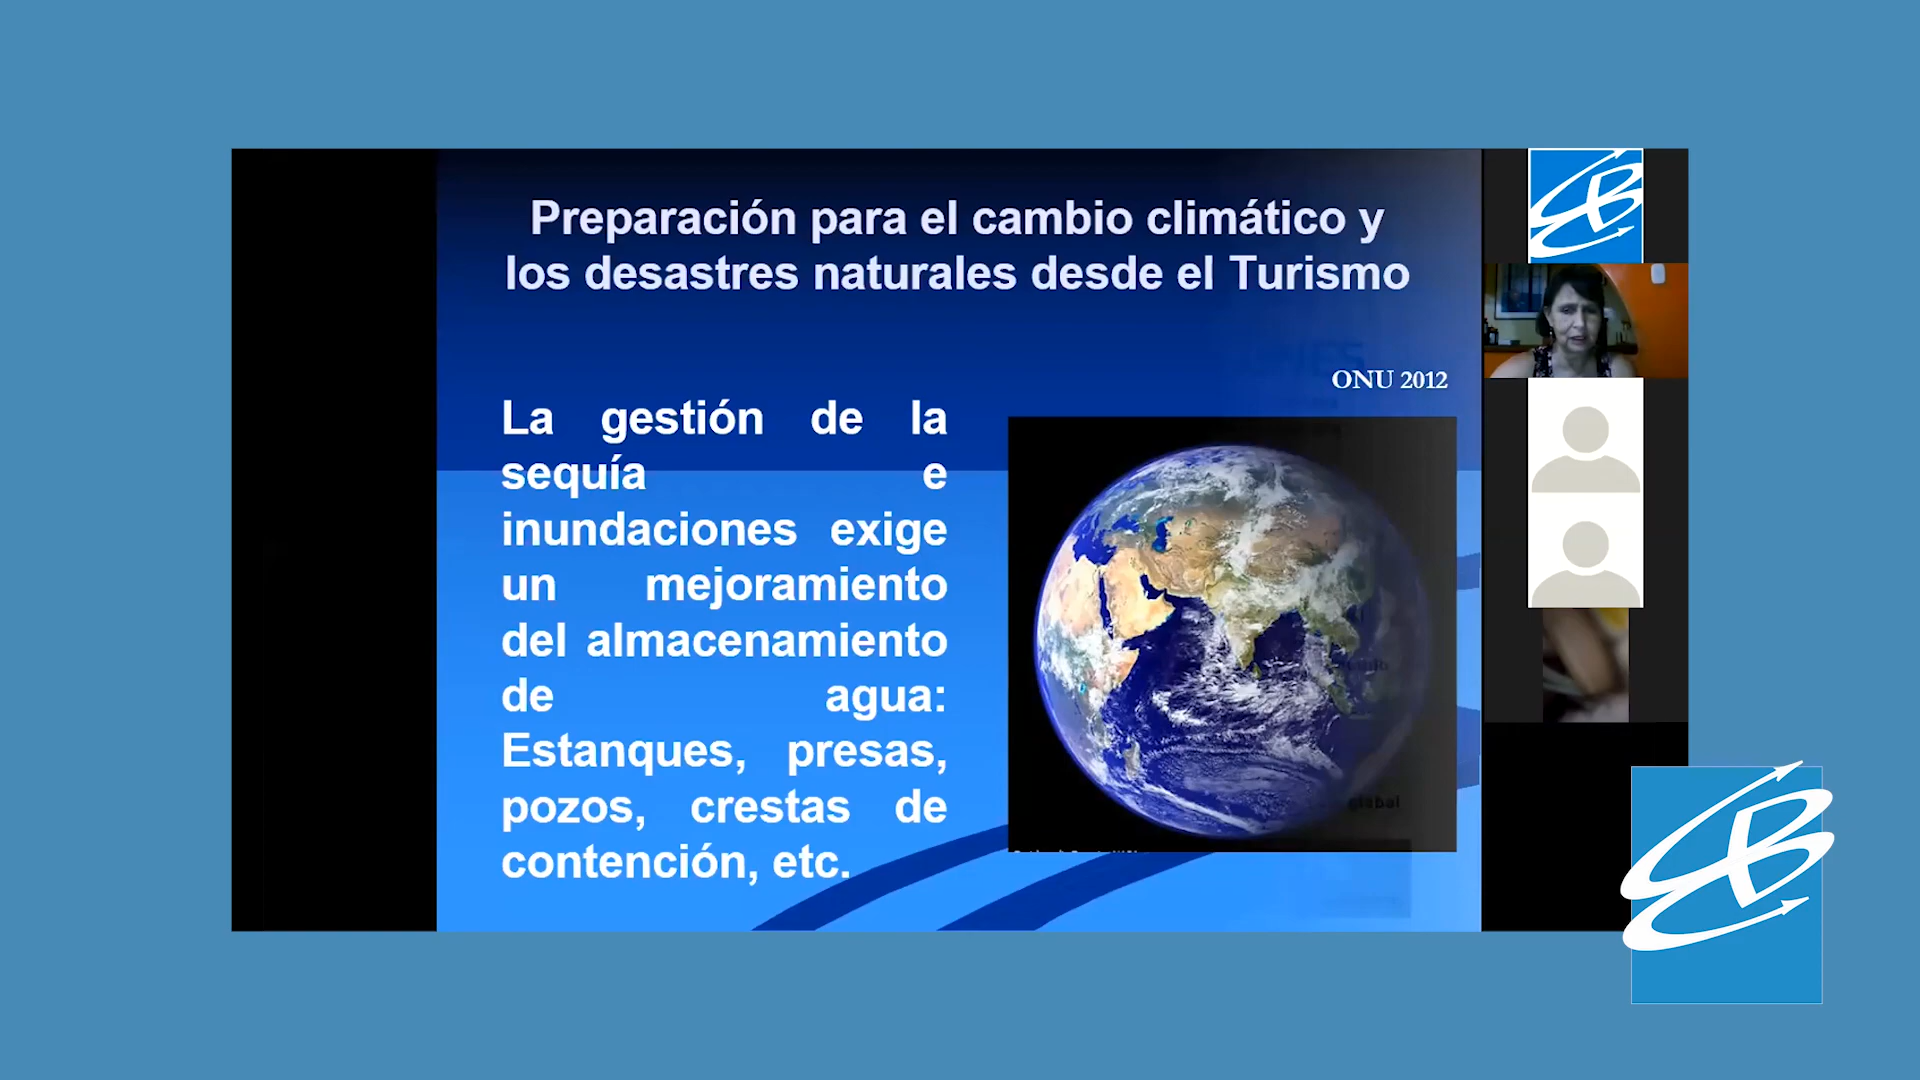 Preparación para el cambio climático y
los desastres naturales desde el Turismo
ONU 2012
La gestión de la
sequía e
inundaciones exige
un mejoramiento
del almacenamiento
de agua:
Estanques, presas,
pozos, crestas de
contención, etc.
global